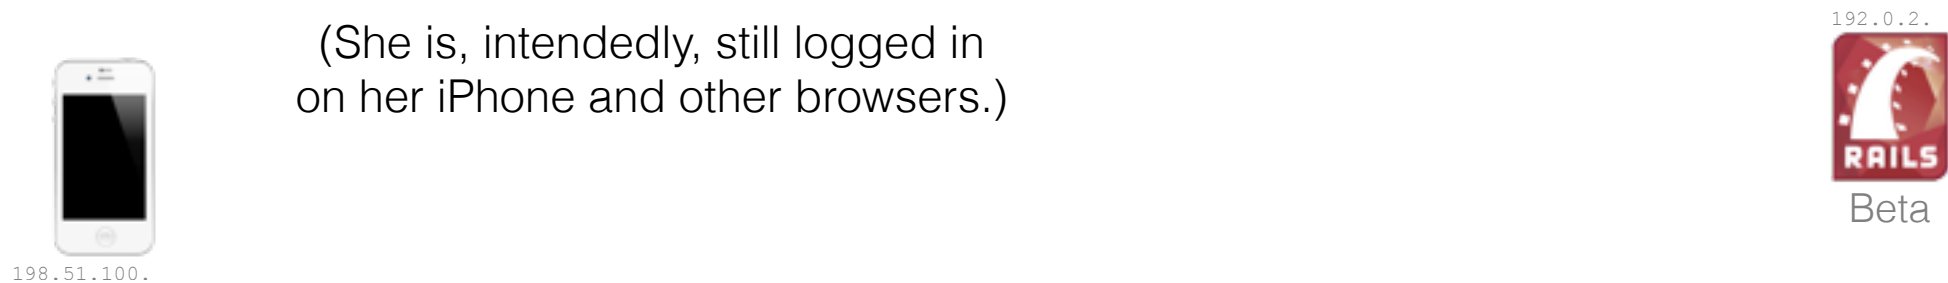 192.0.2.
(She is, intendedly, still logged in
on her iPhone and other browsers.)
RAILS
Beta
198.51.100.